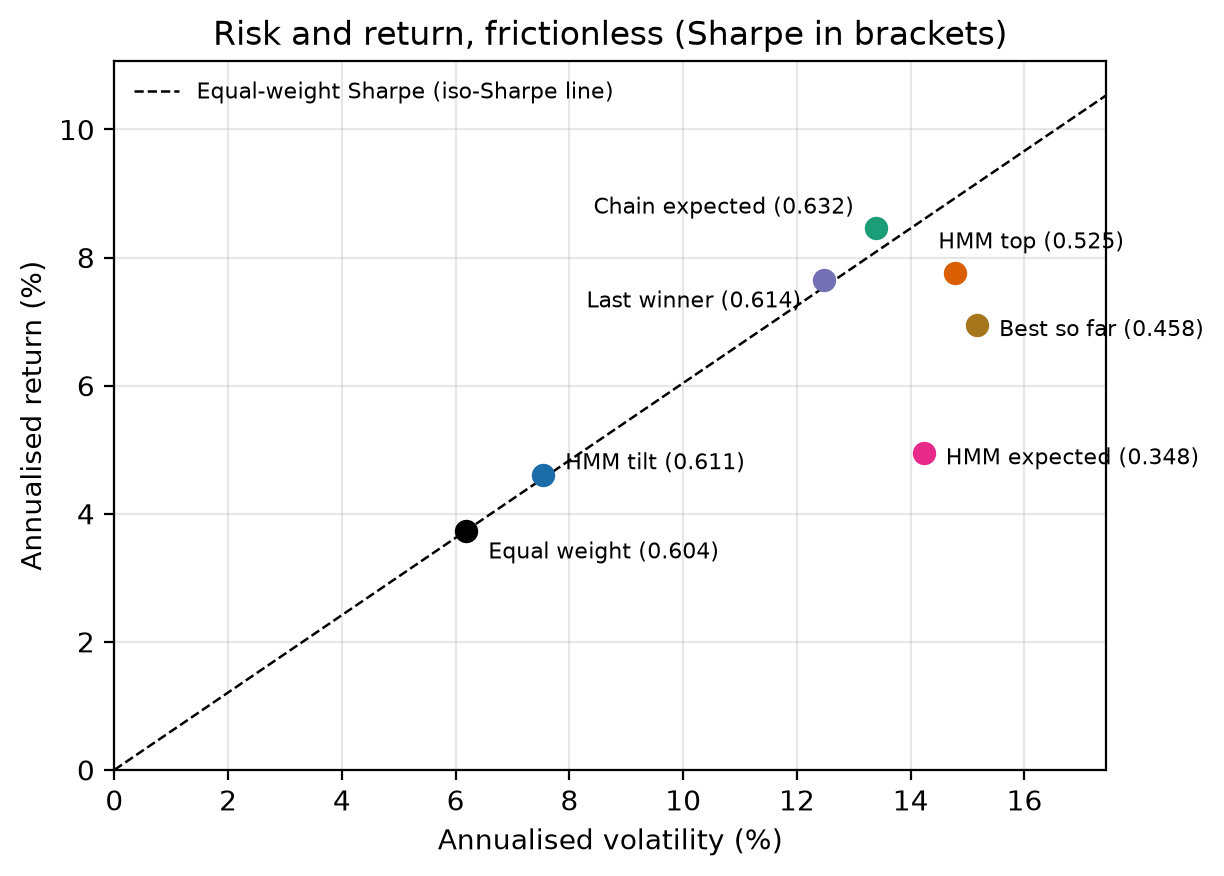 Risk and return, frictionless (Sharpe in brackets)
Equal-weight Sharpe (iso-Sharpe line)
Annualised return (%)
10
8
6
4
2
0
Chain expected (0.632)
HMM top (0.525)
Last winner (0.614)
Best so far (0.458)
HMM tilt (0.611)
HMM expected (0.348)
Equal weight (0.604)
0 2 4 6 8 10 12 14 16
Annualised volatility (%)